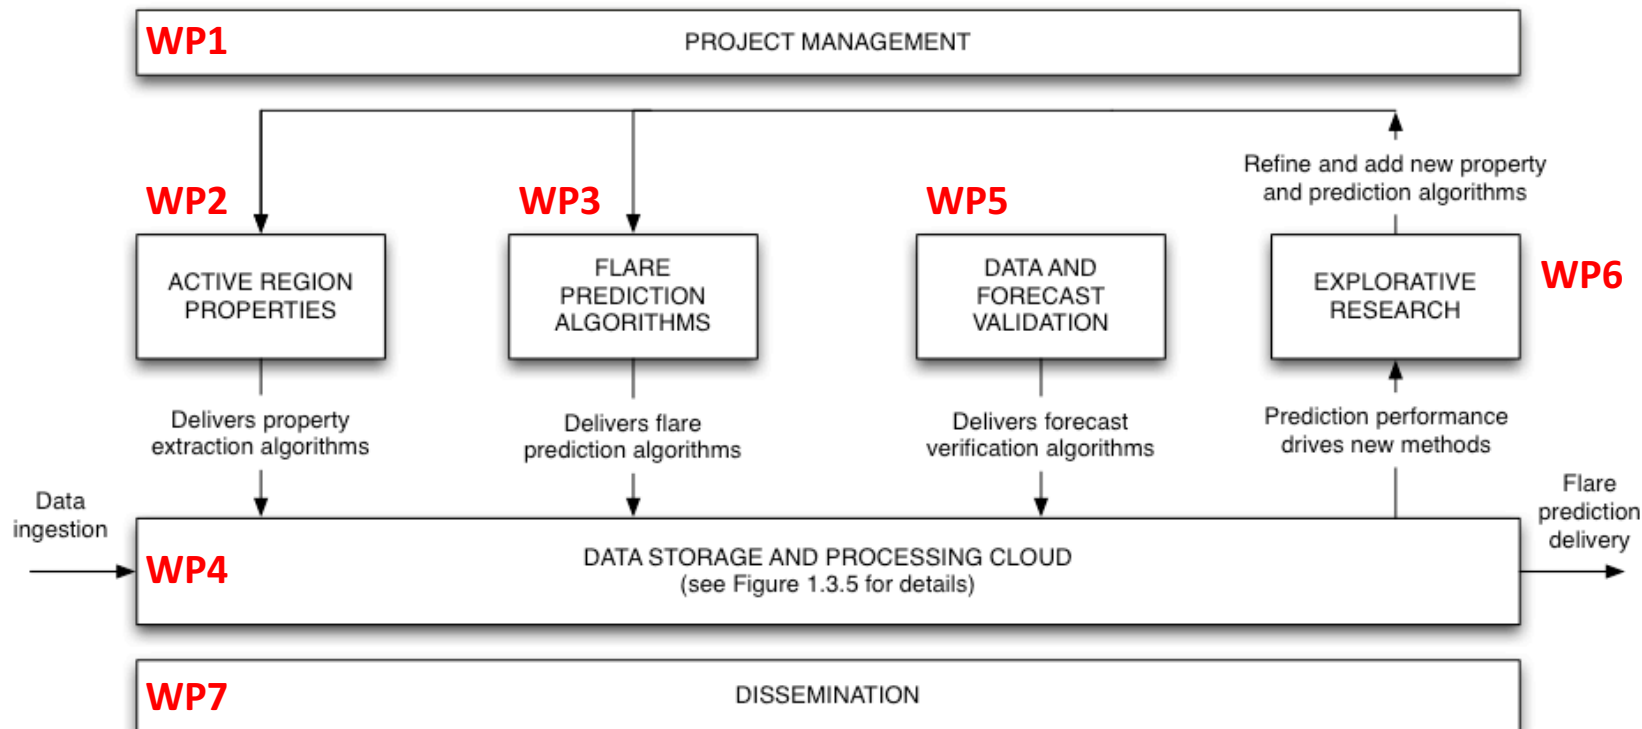 WP1
PROJECT MANAGEMENT
Refine and add new property
and prediction algorithms
WP2
WP3
WP5
WP6
ACTIVE REGION
PROPERTIES
FLARE
PREDICTION
ALGORITHMS
DATA AND
FORECAST
VALIDATION
EXPLORATIVE
RESEARCH
Delivers property
extraction algorithms
Delivers flare
prediction algorithms
Delivers forecast
verification algorithms
Prediction performance
drives new methods
Data
ingestion
Flare
prediction
delivery
WP4
DATA STORAGE AND PROCESSING CLOUD
(see Figure 1.3.5 for details)
WP7
DISSEMINATION